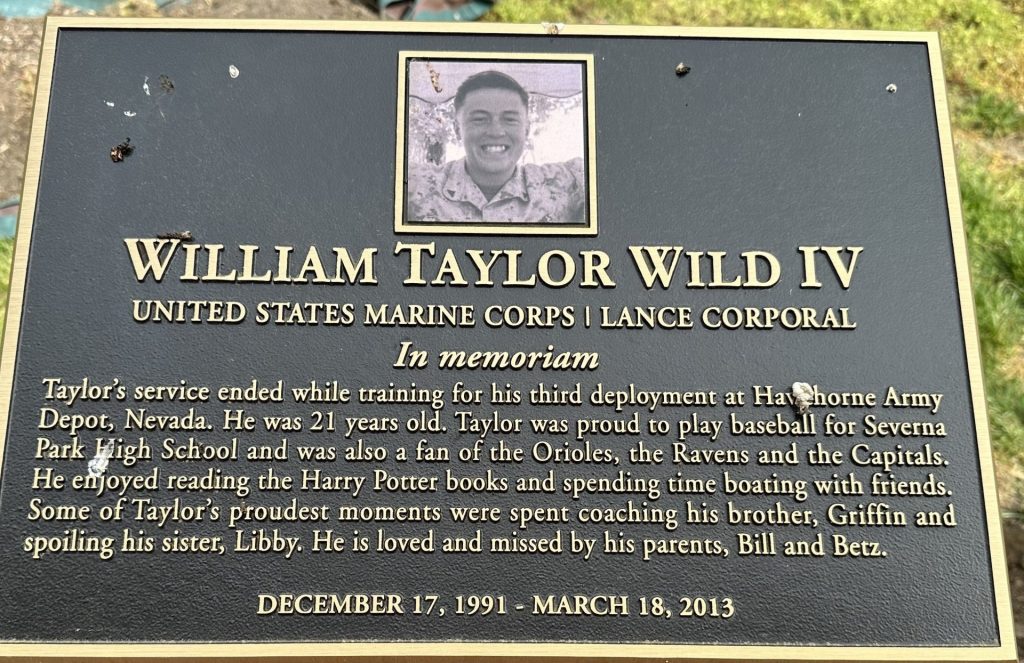 WILLIAM TAYLOR WILD IV
UNITED STATES MARINE CORPS | LANCE CORPORAL
In memoriam
Taylor's service ended while training for his third deployment at Hawthorne Army
Depot, Nevada. He was 21 years old. Taylor was proud to play baseball for Severna
Park High School and was also a fan of the Orioles, the Ravens and the Capitals.
He enjoyed reading the Harry Potter books and spending time boating with friends.
Some of Taylor's proudest moments were spent coaching his brother, Griffin and
spoiling his sister, Libby. He is loved and missed by his parents, Bill and Betz.
DECEMBER 17, 1991 - MARCH 18, 2013